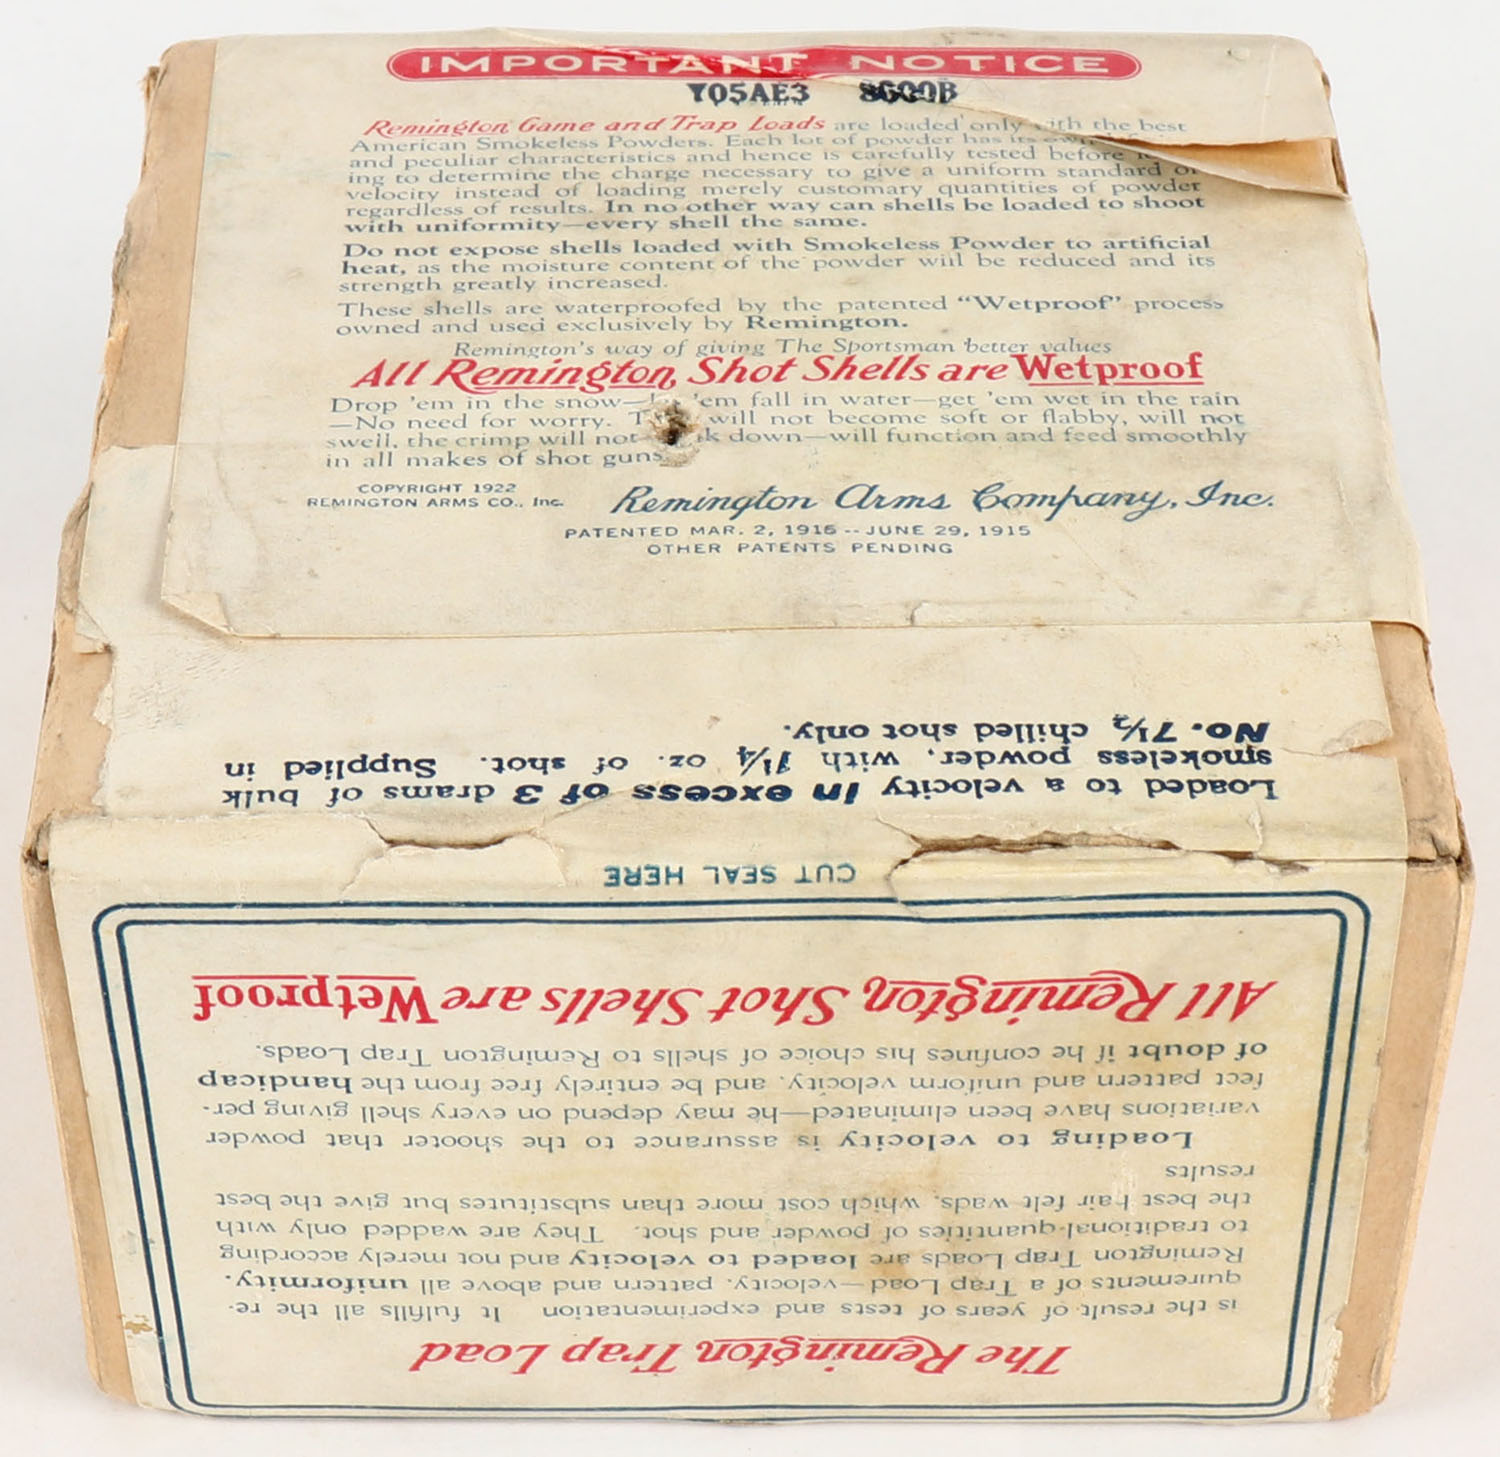 IMPORTANT NOTICE
Y05AE3 8600B
Remington Game and Trap Loads are loaded only with the best
American Smokeless Powders. Each lot of powder has its own
and peculiar characteristics and hence is carefully tested before
ing to determine the charge necessary to give a uniform standard of
velocity instead of loading merely customary quantities of powder
regardless of results. In no other way can shells be loaded to shoot
with uniformity—every shell the same.
Do not expose shells loaded with Smokeless Powder to artificial
heat, as the moisture content of the powder will be reduced and its
strength greatly increased.
These shells are waterproofed by the patented “Wetproof” process
owned and used exclusively by Remington.
Remington's way of giving The Sportsman better values
All Remington Shot Shells are Wetproof
Drop 'em in the snow—let 'em fall in water—get 'em wet in the rain
—No need for worry. They will not become soft or flabby, will not
swell, the crimp will not down—will function and feed smoothly
in all makes of shot guns
COPYRIGHT 1922
REMINGTON ARMS CO., Inc.
Remington Arms Company, Inc.
PATENTED MAR. 2, 1915 -- JUNE 29, 1915
OTHER PATENTS PENDING
Loaded to a velocity in excess of 3 drams of bulk
smokeless powder, with 1¼ oz. of shot. Supplied in
No. 7½ chilled shot only.
CUT SEAL HERE
The Remington Trap Load
is the result of years of tests and experimentation It fulfills all the re-
quirements of a Trap Load—velocity, pattern and above all uniformity.
Remington Trap Loads are loaded to velocity and not merely according
to traditional quantities of powder and shot. They are wadded only with
the best hair felt wads, which cost more than substitutes but give the best
results
Loading to velocity is assurance to the shooter that powder
variations have been eliminated—he may depend on every shell giving per-
fect pattern and uniform velocity, and be entirely free from the handicap
of doubt if he confines his choice of shells to Remington Trap Loads.
All Remington Shot Shells are Wetproof